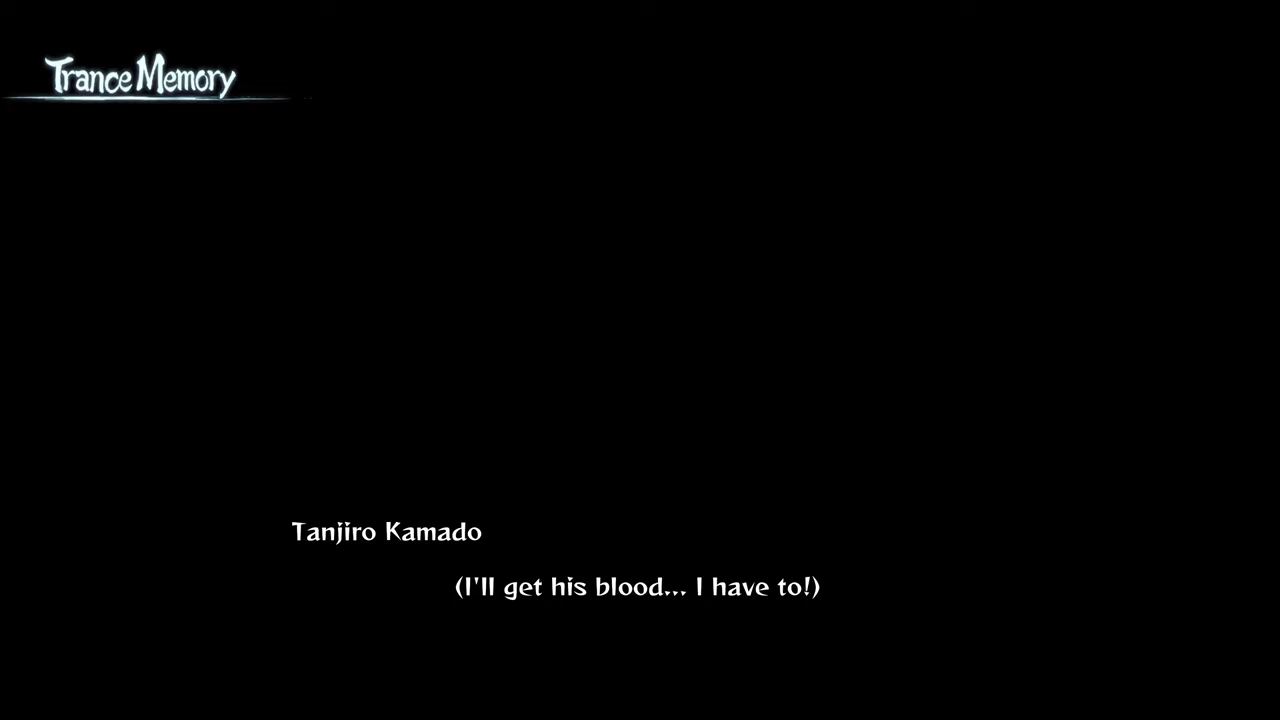 Trance Memory
Tanjiro Kamado
(I'll get his blood... I have to!)